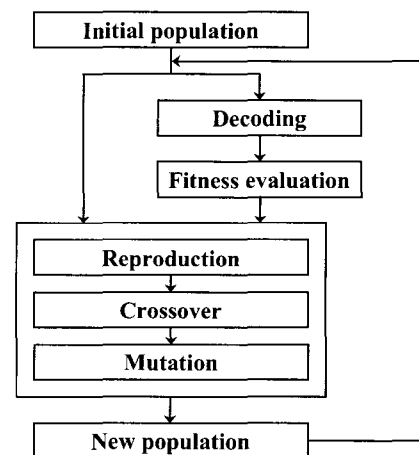 Initial population
Decoding
Fitness evaluation
Reproduction
Crossover
Mutation
New population